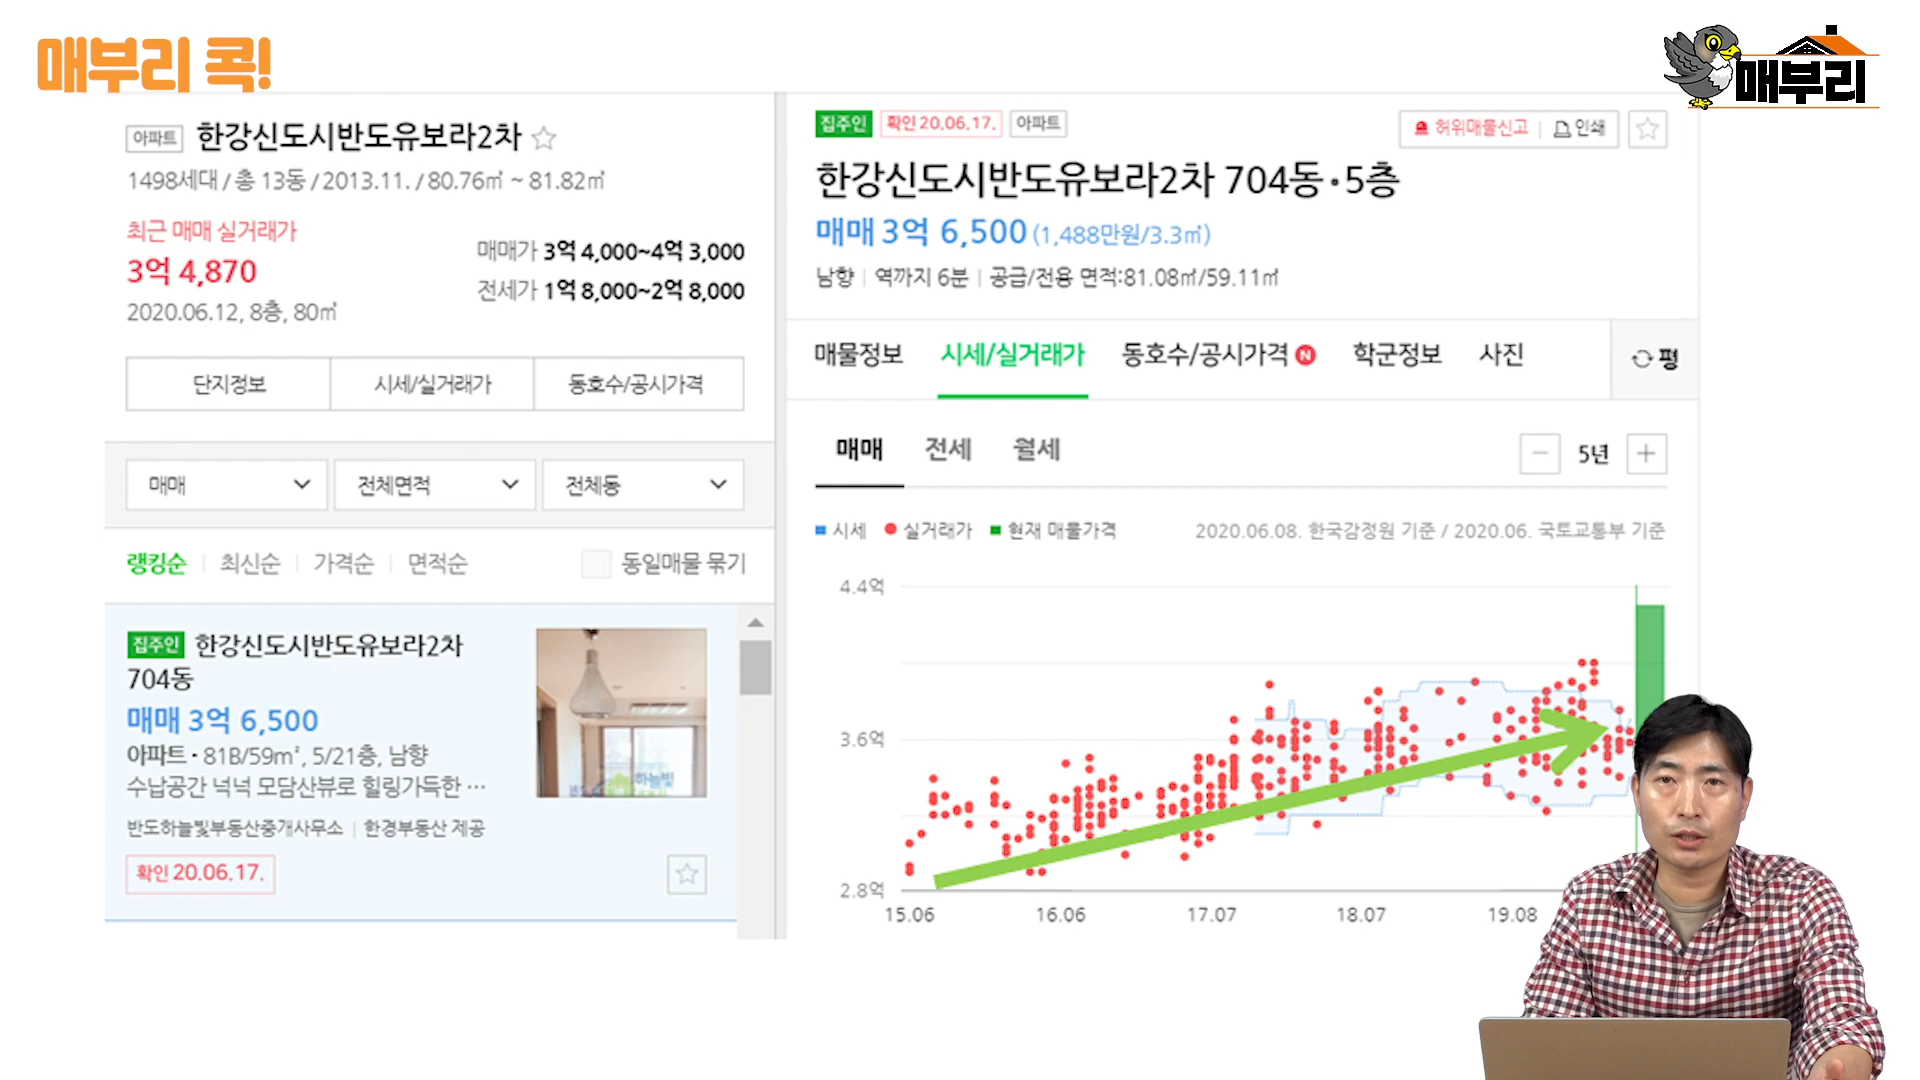 매부리 콕!
매부리
아파트 한강신도시반도유보라2차
1498세대 / 총 13동 / 2013.11. / 80.76㎡ ~ 81.82㎡
최근 매매 실거래가
3억 4,870
2020.06.12, 8층, 80㎡
매매가 3억 4,000~4억 3,000
전세가 1억 8,000~2억 8,000
단지정보 시세/실거래가 동호수/공시가격
매매 전체면적 전체동
랭킹순 최신순 가격순 면적순 동일매물 묶기
집주인 한강신도시반도유보라2차
704동
매매 3억 6,500
아파트 · 81B/59m², 5/21층, 남향
수납공간 넉넉 모담산뷰로 힐링가득한 ···
반도하늘빛부동산중개사무소 | 한경부동산 제공
확인 20.06.17.
하늘빛
집주인 확인 20.06.17. 아파트
허위매물신고 | 인쇄
한강신도시반도유보라2차 704동·5층
매매 3억 6,500 (1,488만원/3.3㎡)
남향 | 역까지 6분 | 공급/전용 면적:81.08㎡/59.11㎡
매물정보 시세/실거래가 동호수/공시가격 N 학군정보 사진 평
매매 전세 월세
− 5년 +
시세 실거래가 현재 매물가격
2020.06.08. 한국감정원 기준 / 2020.06. 국토교통부 기준
4.4억
3.6억
2.8억
15.06 16.06 17.07 18.07 19.08